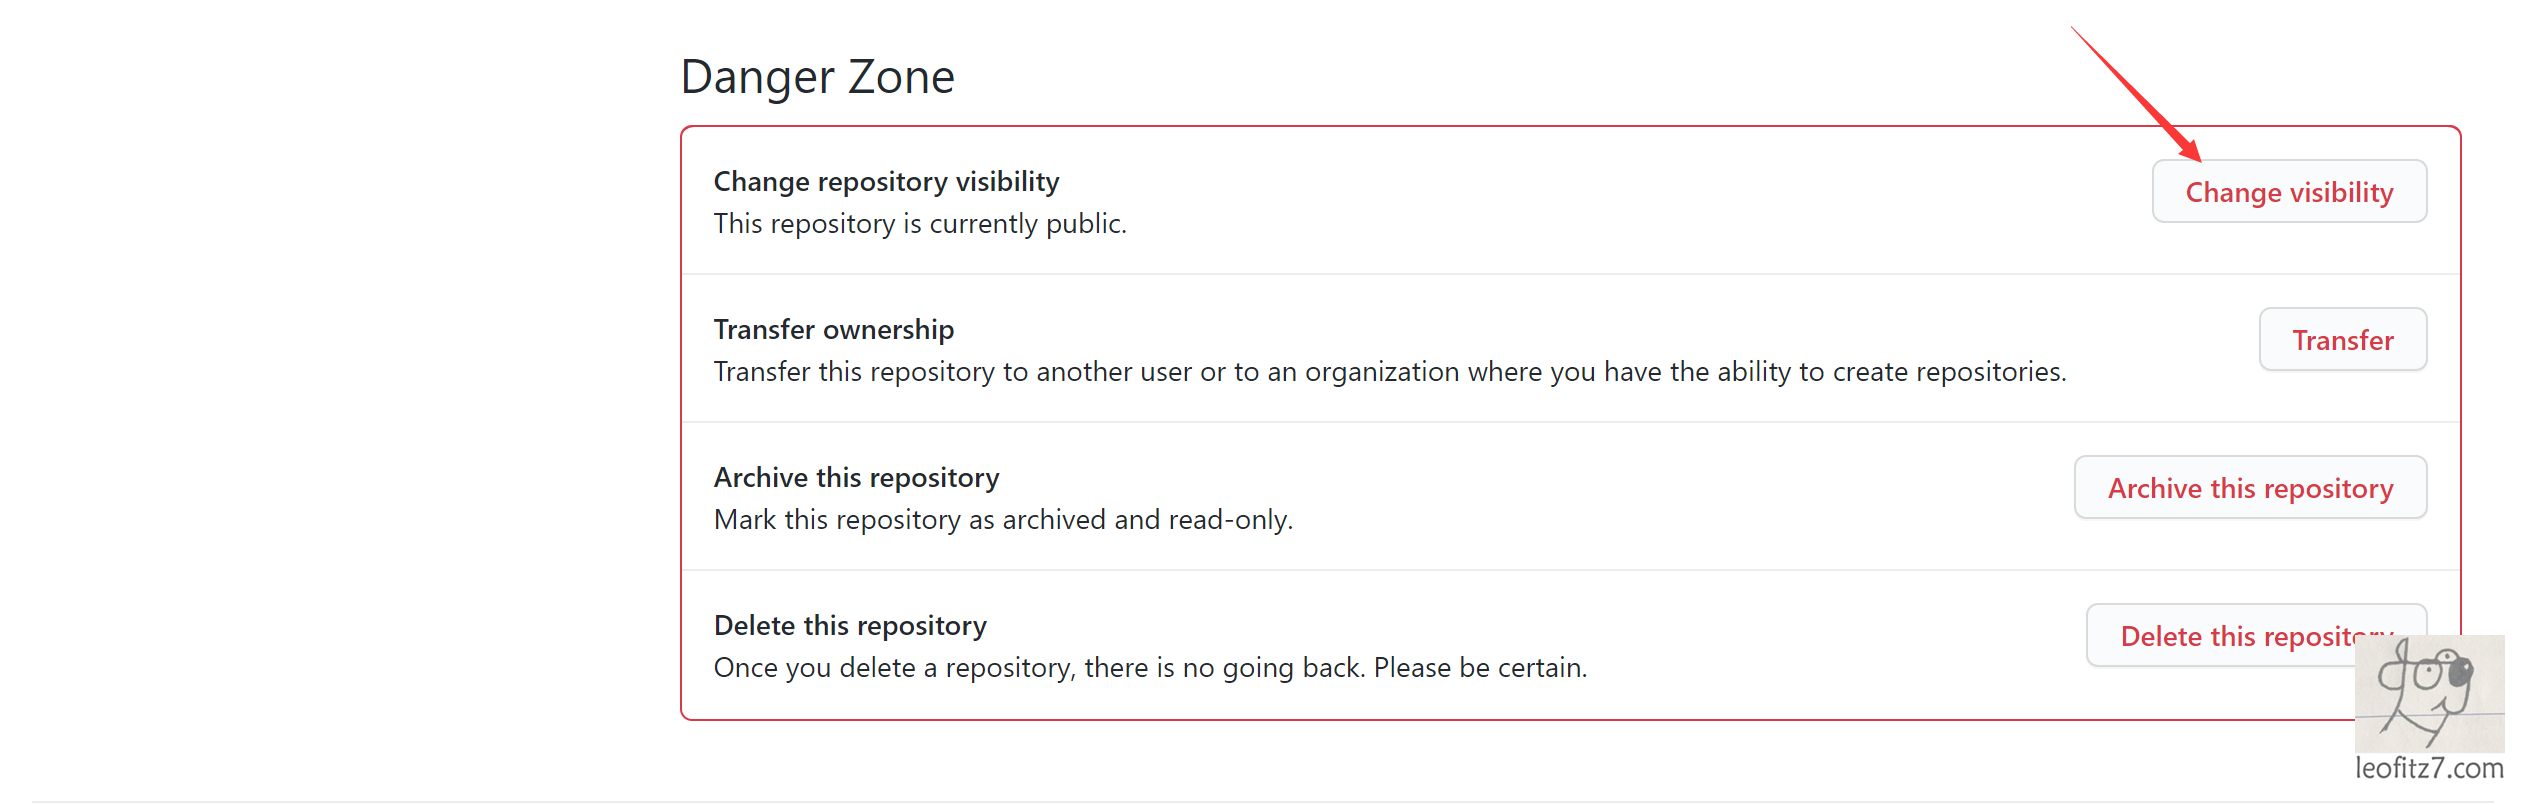 Danger Zone
Change repository visibility
This repository is currently public.
Change visibility
Transfer ownership
Transfer this repository to another user or to an organization where you have the ability to create repositories.
Transfer
Archive this repository
Mark this repository as archived and read-only.
Archive this repository
Delete this repository
Once you delete a repository, there is no going back. Please be certain.
Delete this repository
dog
leofitz7.com